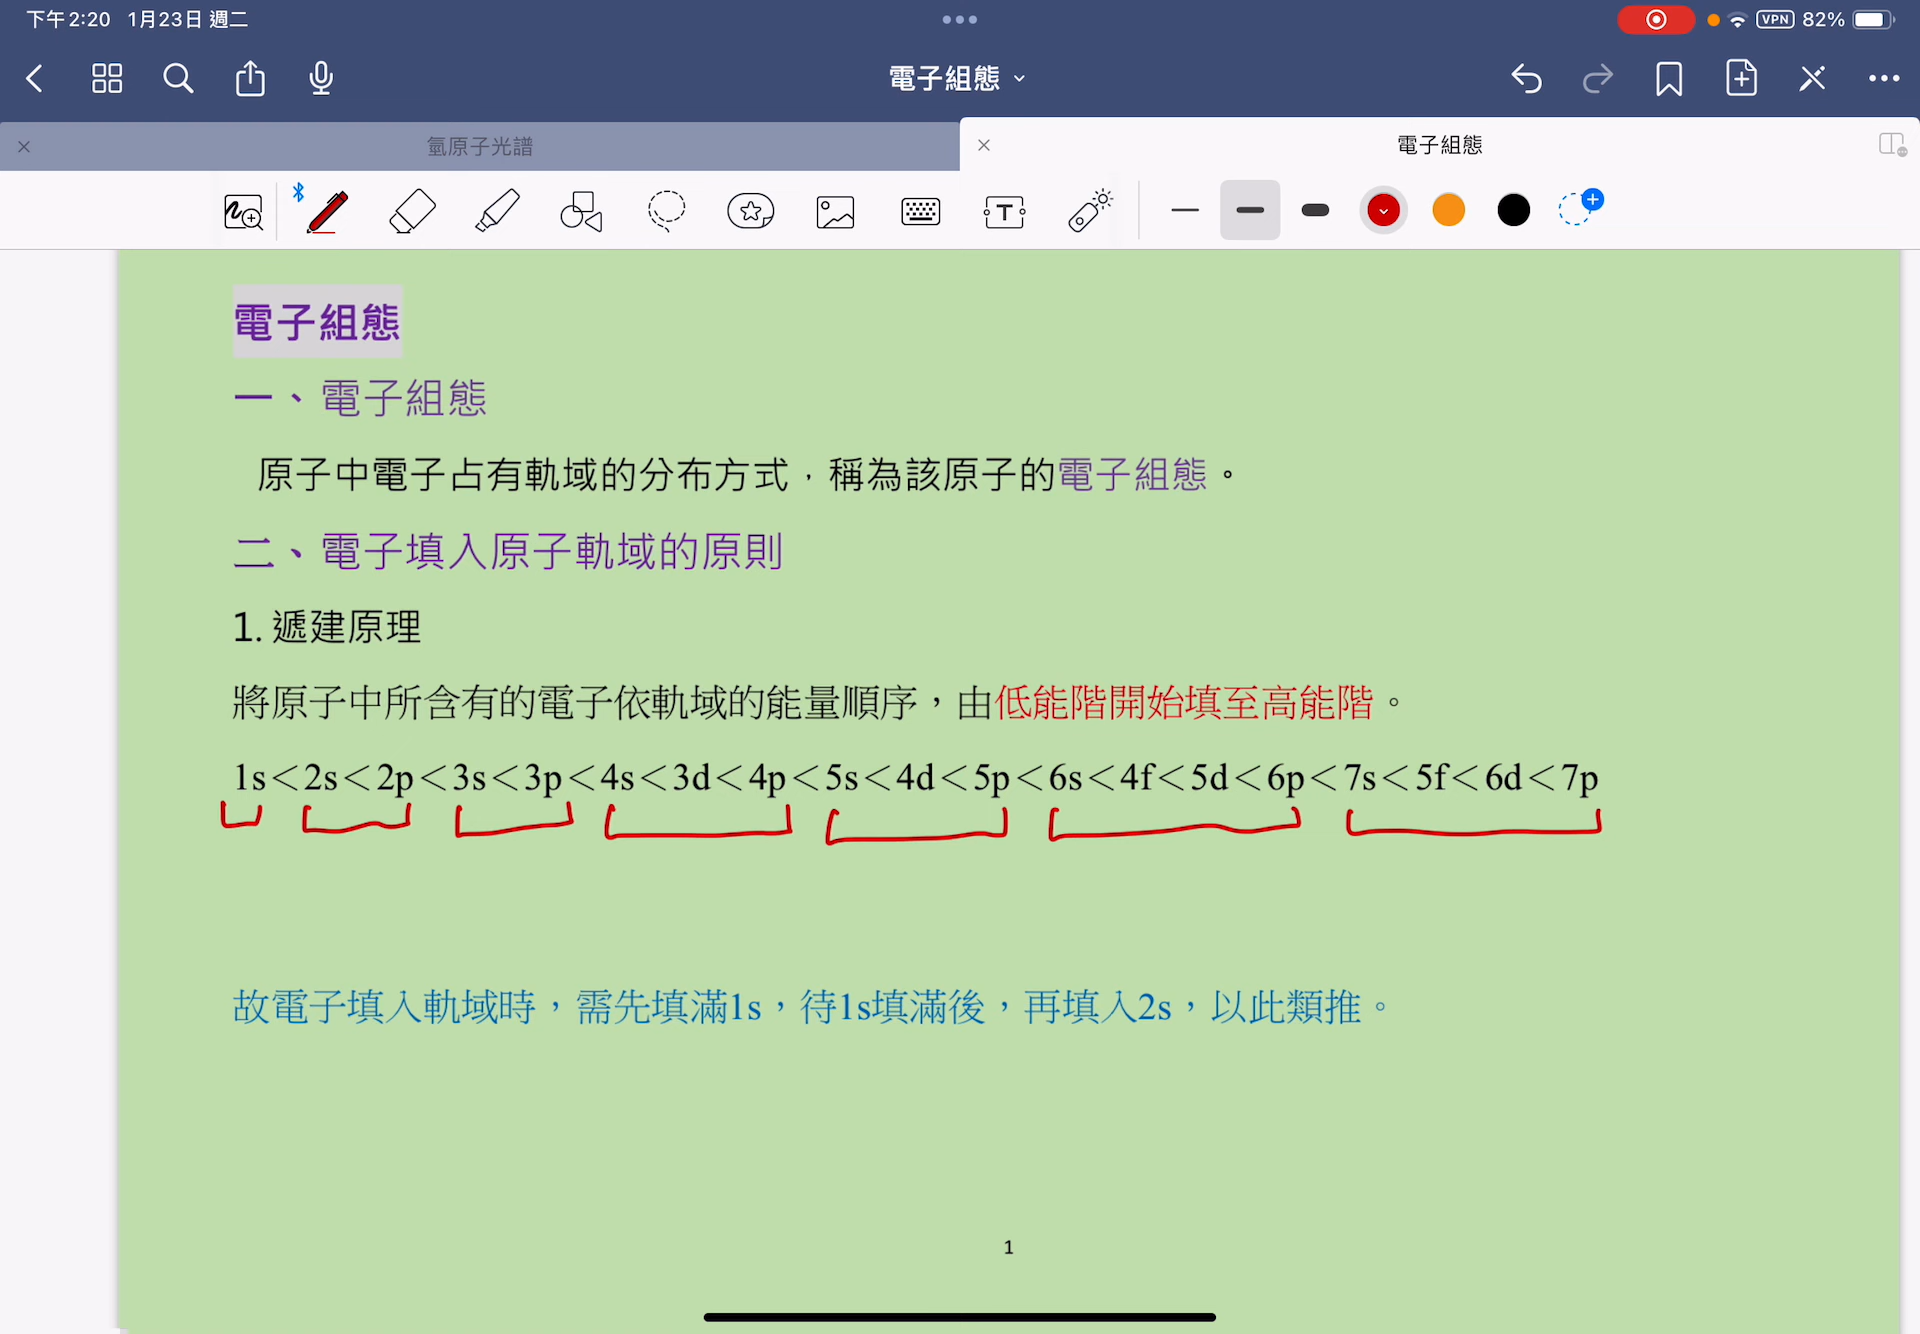 下午2:20 1月23日 週二
VPN 82%
電子組態
氫原子光譜
電子組態
T
電子組態
一、電子組態
原子中電子占有軌域的分布方式，稱為該原子的電子組態。
二、電子填入原子軌域的原則
1. 遞建原理
將原子中所含有的電子依軌域的能量順序，由低能階開始填至高能階。
1s＜2s＜2p＜3s＜3p＜4s＜3d＜4p＜5s＜4d＜5p＜6s＜4f＜5d＜6p＜7s＜5f＜6d＜7p
故電子填入軌域時，需先填滿1s，待1s填滿後，再填入2s，以此類推。
1